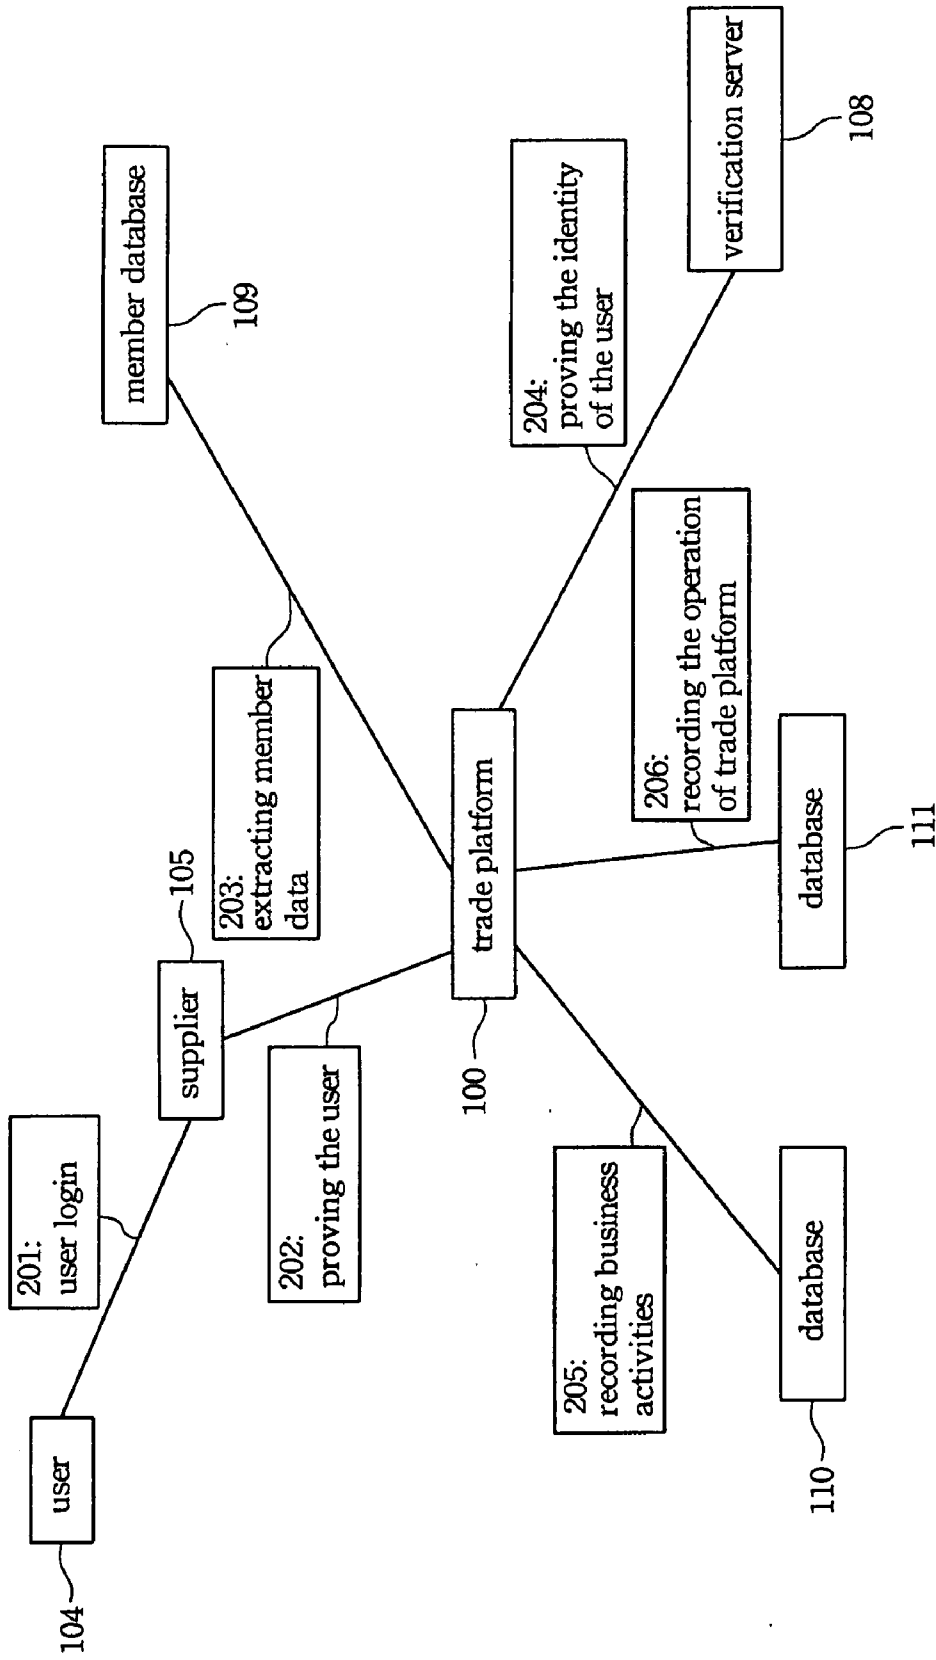 104
user
201:
user login
supplier
105
202:
proving the user
203:
extracting member
data
member database
109
100
trade platform
204:
proving the identity
of the user
verification server
108
205:
recording business
activities
206:
recording the operation
of trade platform
110
database
database
111